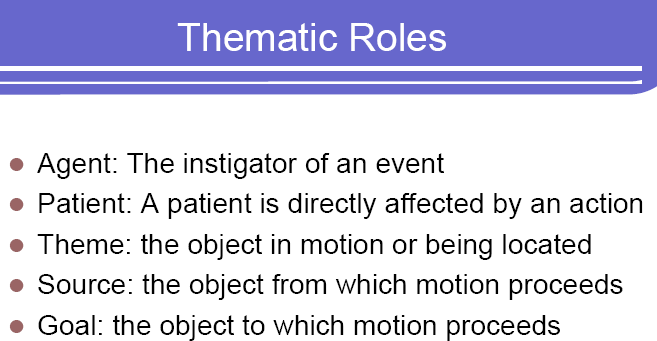 Thematic Roles
Agent: The instigator of an event
Patient: A patient is directly affected by an action
Theme: the object in motion or being located
Source: the object from which motion proceeds
Goal: the object to which motion proceeds